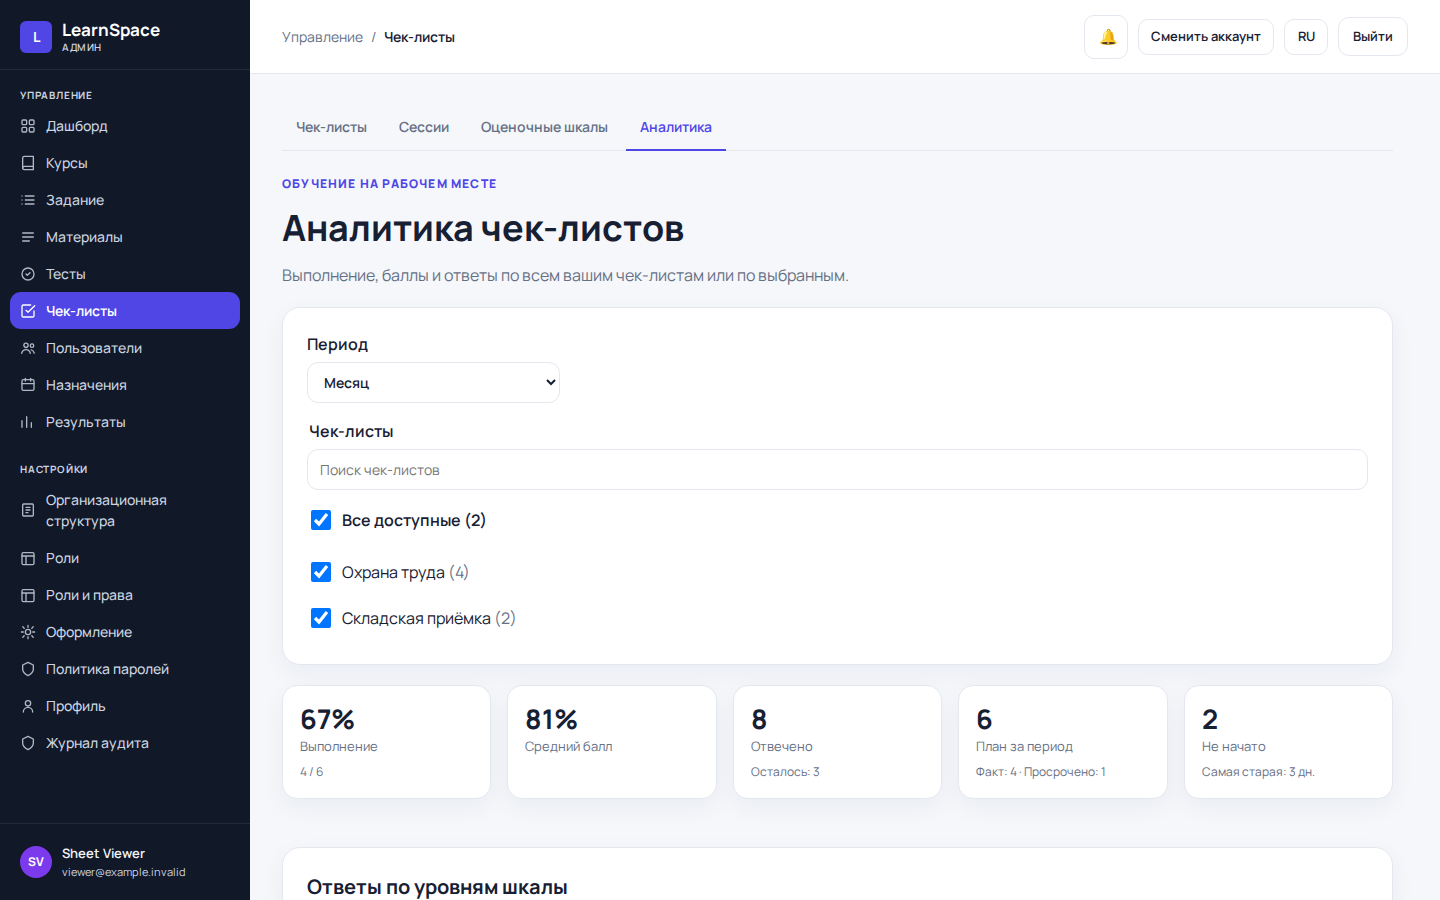 L
LearnSpace
АДМИН
УПРАВЛЕНИЕ
Дашборд
Курсы
Задание
Материалы
Тесты
Чек-листы
Пользователи
Назначения
Результаты
НАСТРОЙКИ
Организационная
структура
Роли
Роли и права
Оформление
Политика паролей
Профиль
Журнал аудита
SV
Sheet Viewer
viewer@example.invalid
Управление / Чек-листы
Сменить аккаунт
RU
Выйти
Чек-листы
Сессии
Оценочные шкалы
Аналитика
ОБУЧЕНИЕ НА РАБОЧЕМ МЕСТЕ
Аналитика чек-листов
Выполнение, баллы и ответы по всем вашим чек-листам или по выбранным.
Период
Месяц
Чек-листы
Поиск чек-листов
Все доступные (2)
Охрана труда (4)
Складская приёмка (2)
67%
Выполнение
4 / 6
81%
Средний балл
8
Отвечено
Осталось: 3
6
План за период
Факт: 4 · Просрочено: 1
2
Не начато
Самая старая: 3 дн.
Ответы по уровням шкалы